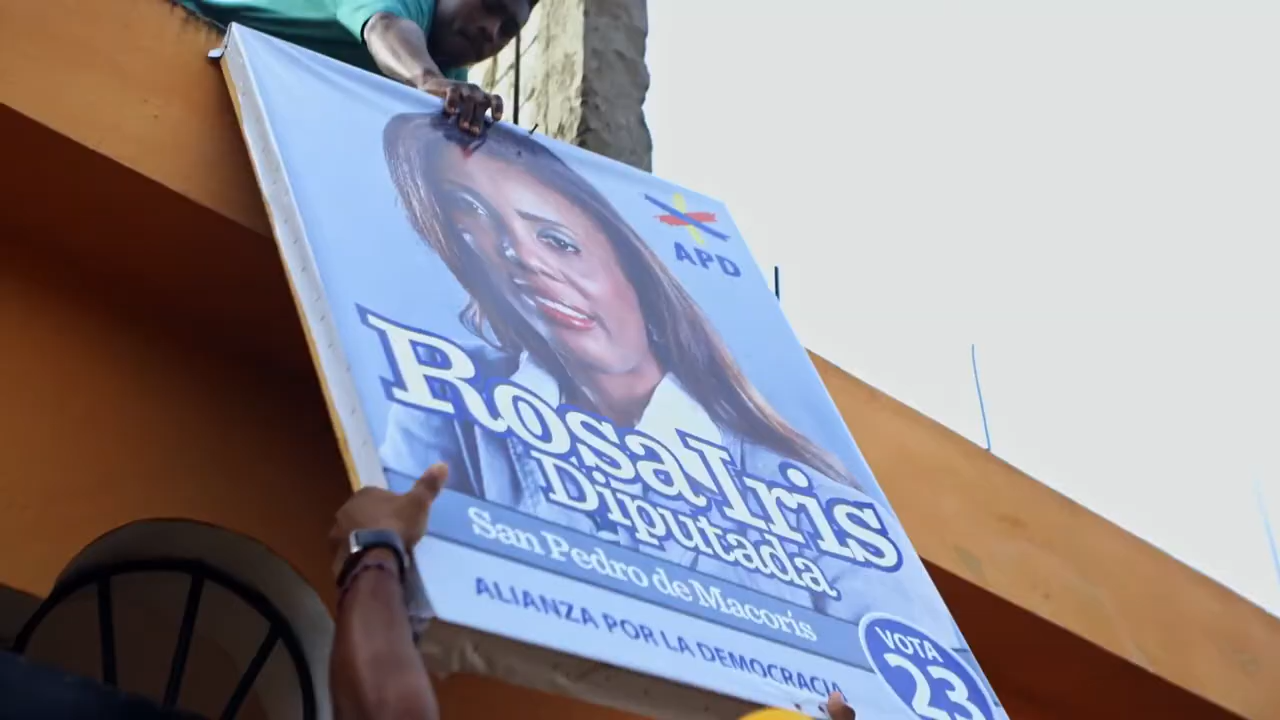 APD
Rosa Iris
Diputada
San Pedro de Macorís
ALIANZA POR LA DEMOCRACIA
VOTA
23